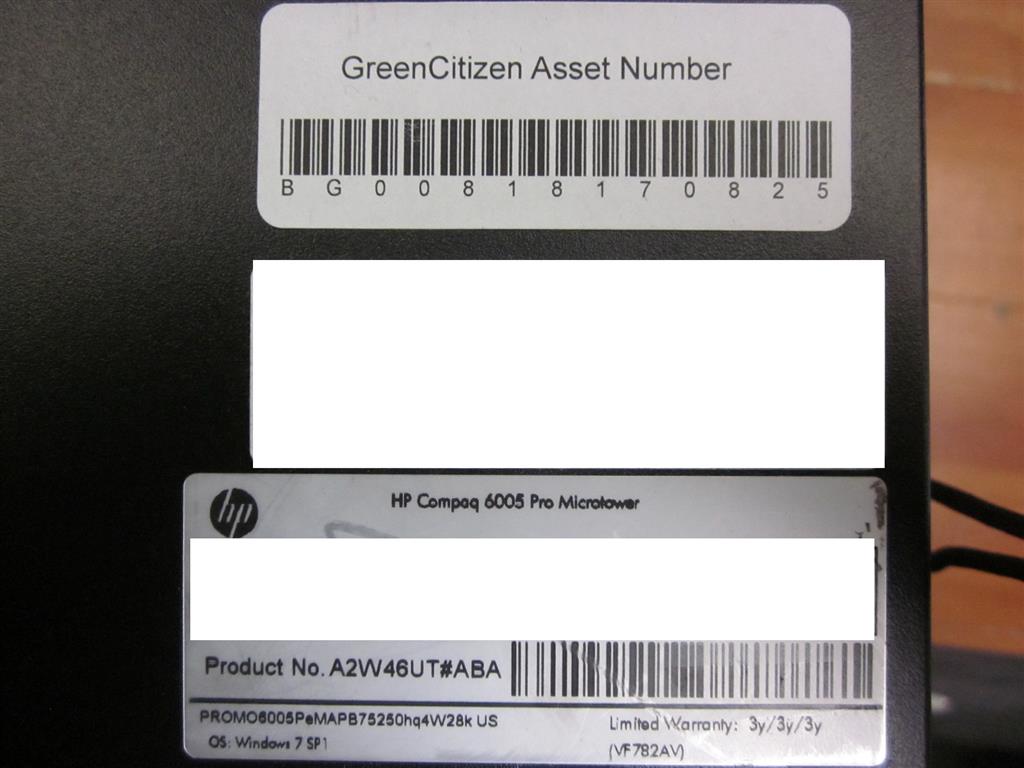 GreenCitizen Asset Number
BG00818170825
hp
HP Compaq 6005 Pro Microtower
Product No. A2W46UT#ABA
PROMO6005PeMAPB75250hq4W28k US
Limited Warranty: 3y/3y/3y
OS: Windows 7 SP1
(VF782AV)